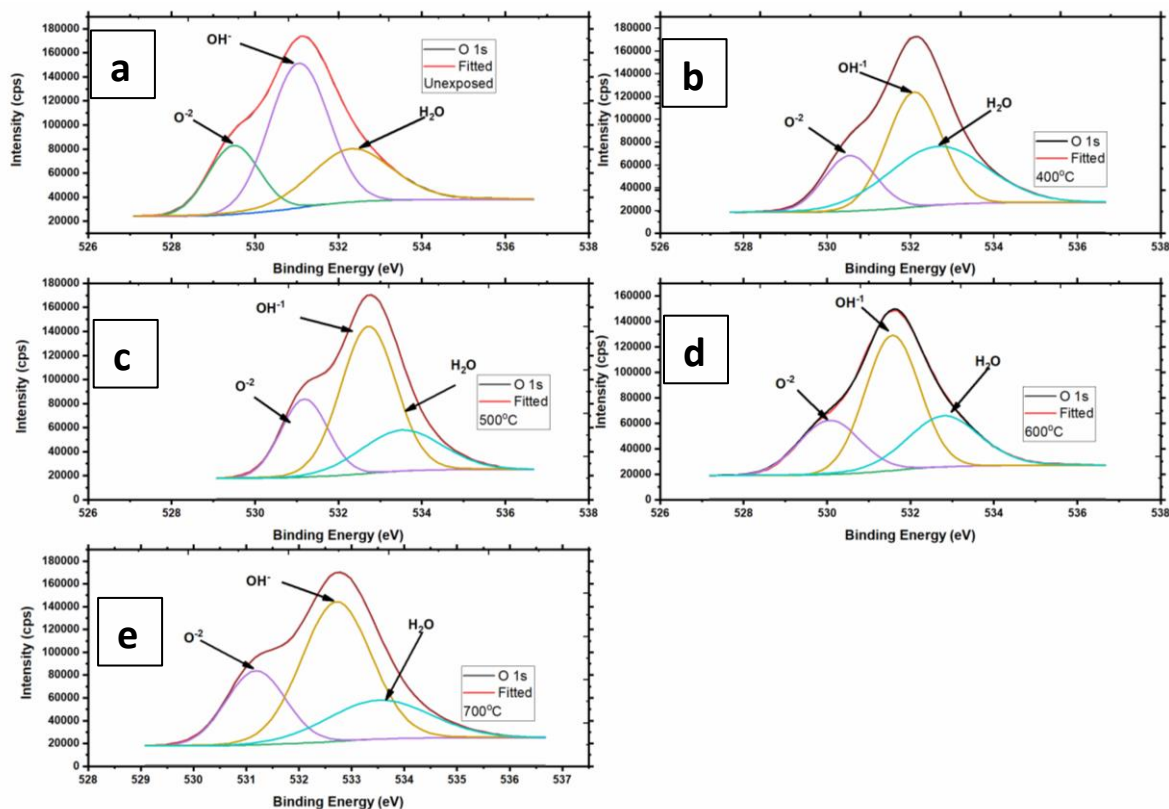 a
180000
160000
140000
120000
100000
80000
60000
40000
20000
0
Intensity (cps)
OH-
O-2
H2O
O 1s
Fitted
Unexposed
526 528 530 532 534 536 538
Binding Energy (eV)
b
180000
160000
140000
120000
100000
80000
60000
40000
20000
0
Intensity (cps)
OH-1
O-2
H2O
O 1s
Fitted
400oC
526 528 530 532 534 536 538
Binding Energy (eV)
c
180000
160000
140000
120000
100000
80000
60000
40000
20000
0
Intensity (cps)
OH-1
O-2
H2O
O 1s
Fitted
500oC
526 528 530 532 534 536 538
Binding Energy (eV)
d
160000
140000
120000
100000
80000
60000
40000
20000
0
Intensity (cps)
OH-1
O-2
H2O
O 1s
Fitted
600oC
526 528 530 532 534 536 538
Binding Energy (eV)
e
180000
160000
140000
120000
100000
80000
60000
40000
20000
0
Intensity (cps)
OH-
O-2
H2O
O 1s
Fitted
700oC
528 529 530 531 532 533 534 535 536 537
Binding Energy (eV)